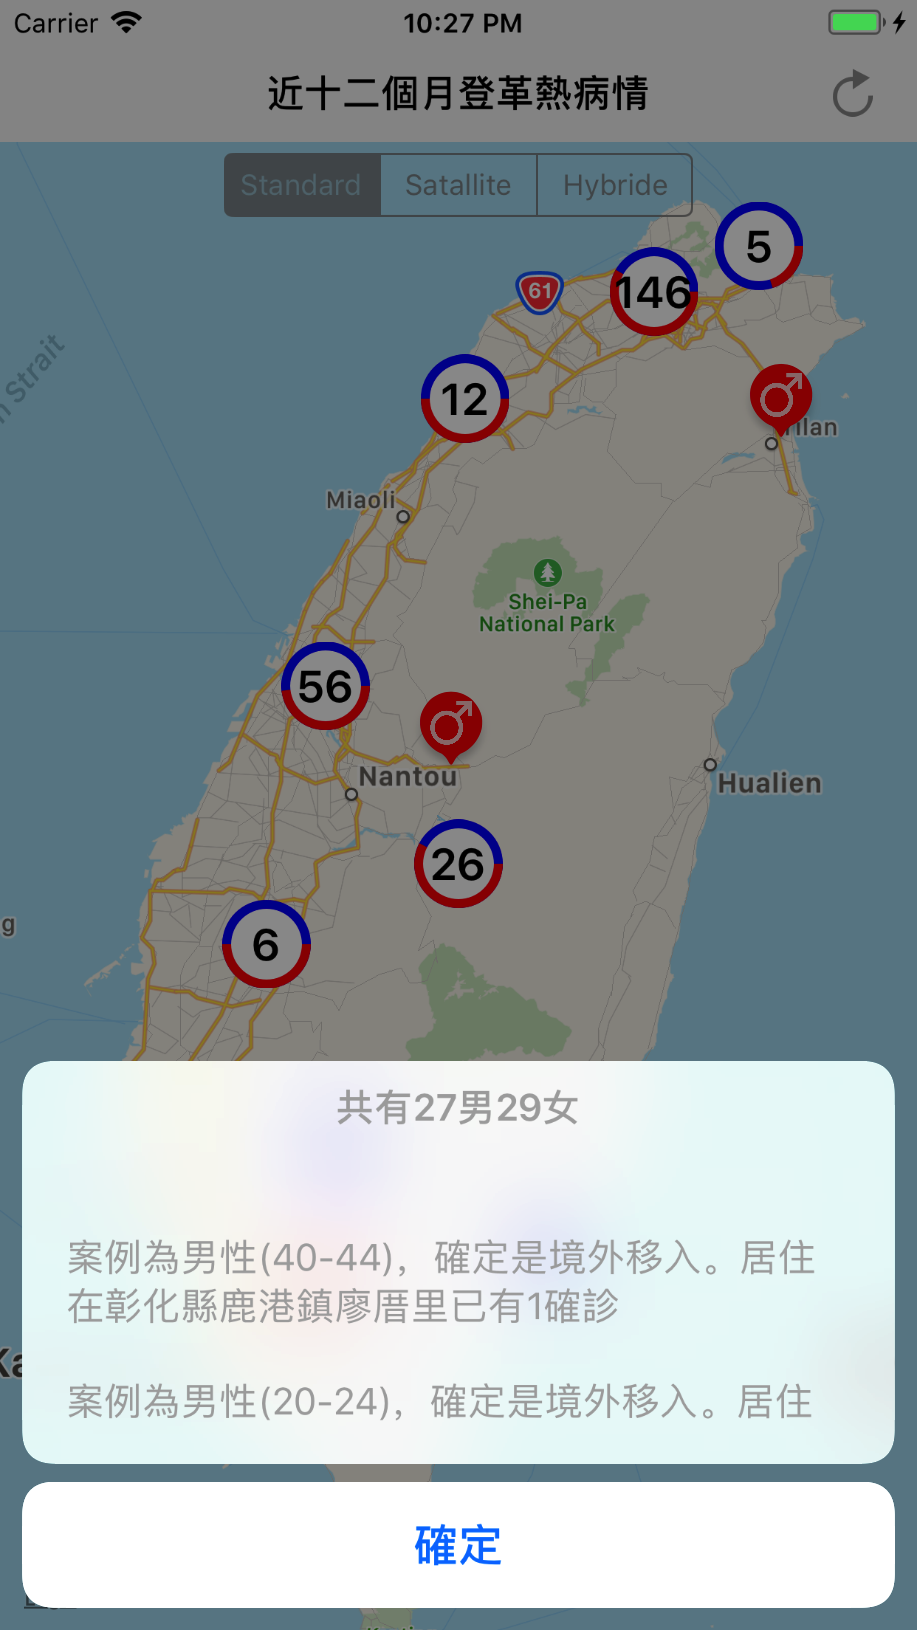 Carrier 10:27 PM
近十二個月登革熱病情
Standard Satallite Hybride
5
61
146
12
Miaoli
n Strait
Shei-Pa
National Park
56
Nantou
Hualien
26
g
6
共有27男29女
案例為男性(40-44)，確定是境外移入。居住
在彰化縣鹿港鎮廖厝里已有1確診
案例為男性(20-24)，確定是境外移入。居住
Ka
確定